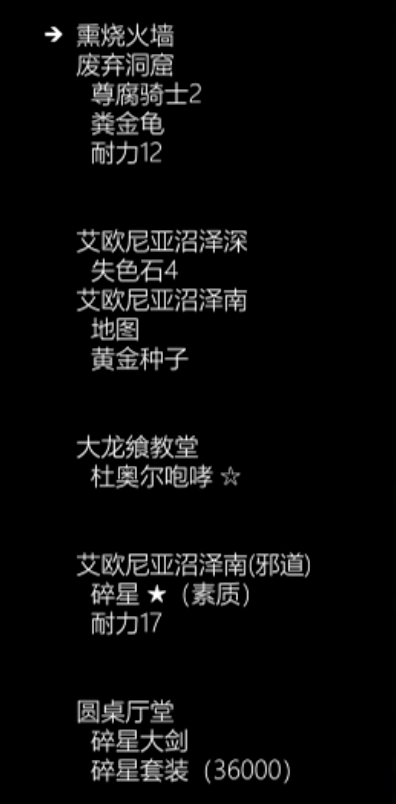 ➔ 熏烧火墙
废弃洞窟
尊腐骑士2
粪金龟
耐力12
艾欧尼亚沼泽深
失色石4
艾欧尼亚沼泽南
地图
黄金种子
大龙飨教堂
杜奥尔咆哮 ☆
艾欧尼亚沼泽南(邪道)
碎星 ★（素质）
耐力17
圆桌厅堂
碎星大剑
碎星套装（36000）